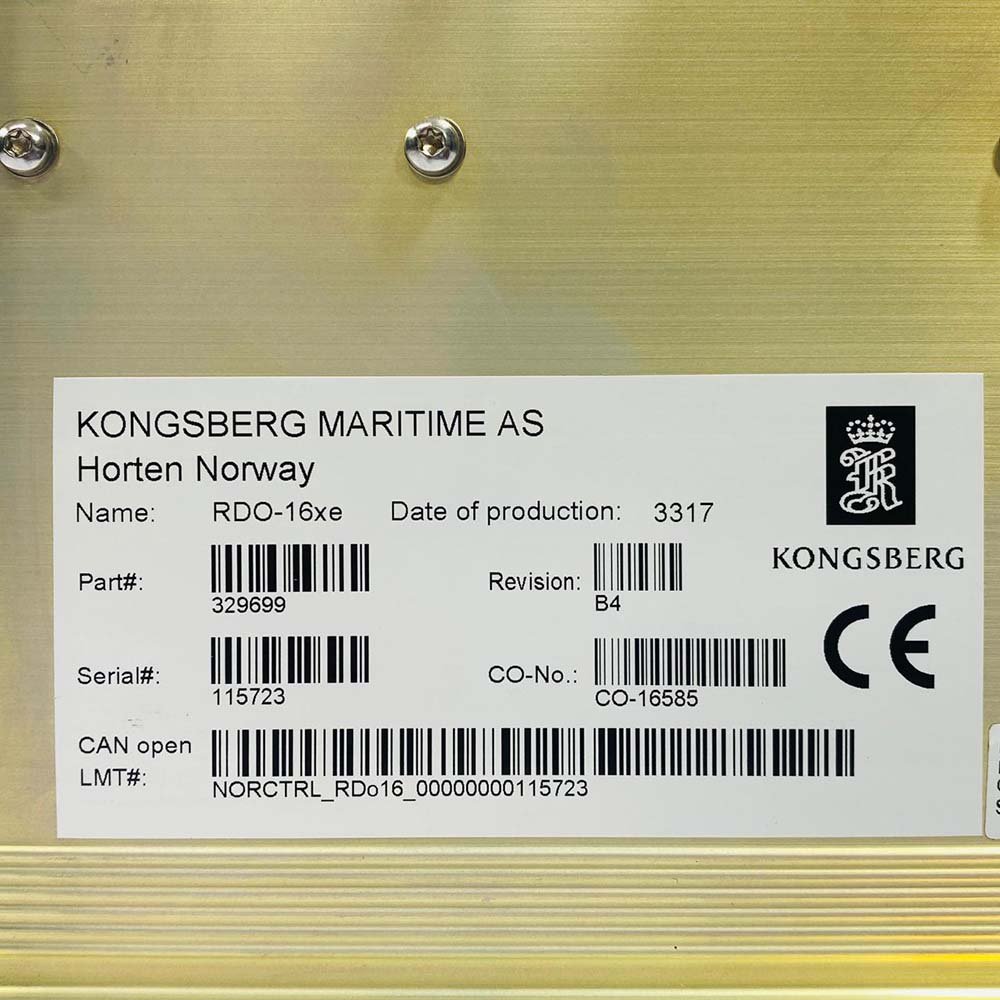 KONGSBERG MARITIME AS
Horten Norway
Name: RDO-16xe Date of production: 3317
KONGSBERG
Part#: 329699 Revision: B4
CE
Serial#: 115723 CO-No.: CO-16585
CAN open
LMT#: NORCTRL_RDo16_00000000115723